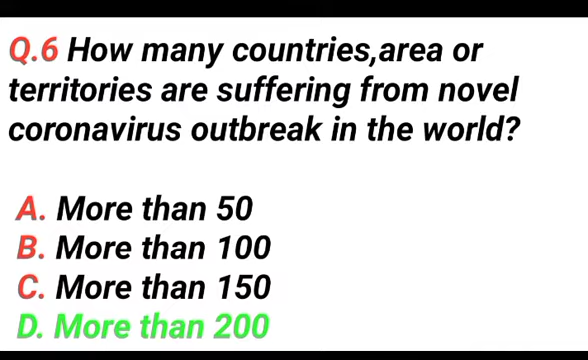 Q.6 How many countries,area or
territories are suffering from novel
coronavirus outbreak in the world?
A. More than 50
B. More than 100
C. More than 150
D. More than 200